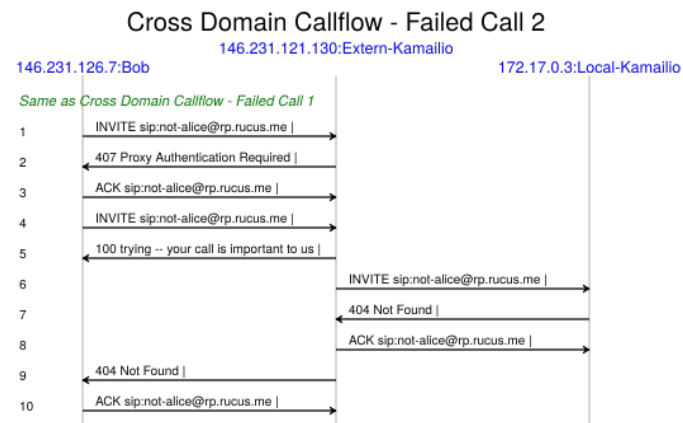 Cross Domain Callflow - Failed Call 2
146.231.121.130:Extern-Kamailio
146.231.126.7:Bob 172.17.0.3:Local-Kamailio
Same as Cross Domain Callflow - Failed Call 1
1 INVITE sip:not-alice@rp.rucus.me |
2 407 Proxy Authentication Required |
3 ACK sip:not-alice@rp.rucus.me |
4 INVITE sip:not-alice@rp.rucus.me |
5 100 trying -- your call is important to us |
6 INVITE sip:not-alice@rp.rucus.me |
7 404 Not Found |
8 ACK sip:not-alice@rp.rucus.me |
9 404 Not Found |
10 ACK sip:not-alice@rp.rucus.me |